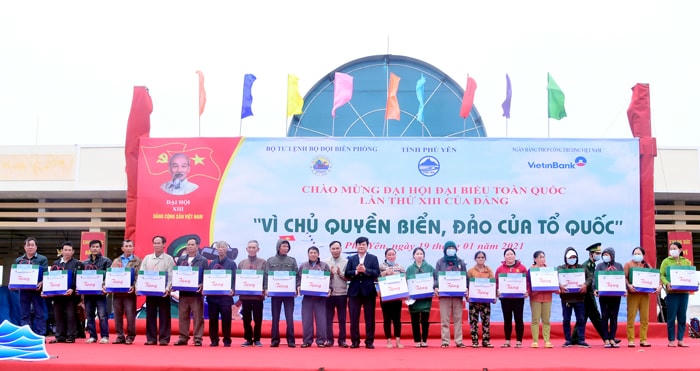 BỘ TƯ LỆNH BỘ ĐỘI BIÊN PHÒNG
TỈNH PHÚ YÊN
NGÂN HÀNG TMCP CÔNG THƯƠNG VIỆT NAM
VietinBank
CHÀO MỪNG ĐẠI HỘI ĐẠI BIỂU TOÀN QUỐC
LẦN THỨ XIII CỦA ĐẢNG
"VÌ CHỦ QUYỀN BIỂN, ĐẢO CỦA TỔ QUỐC"
Phú Yên, ngày 19 tháng 01 năm 2021
ĐẠI HỘI
XIII
ĐẢNG CỘNG SẢN VIỆT NAM